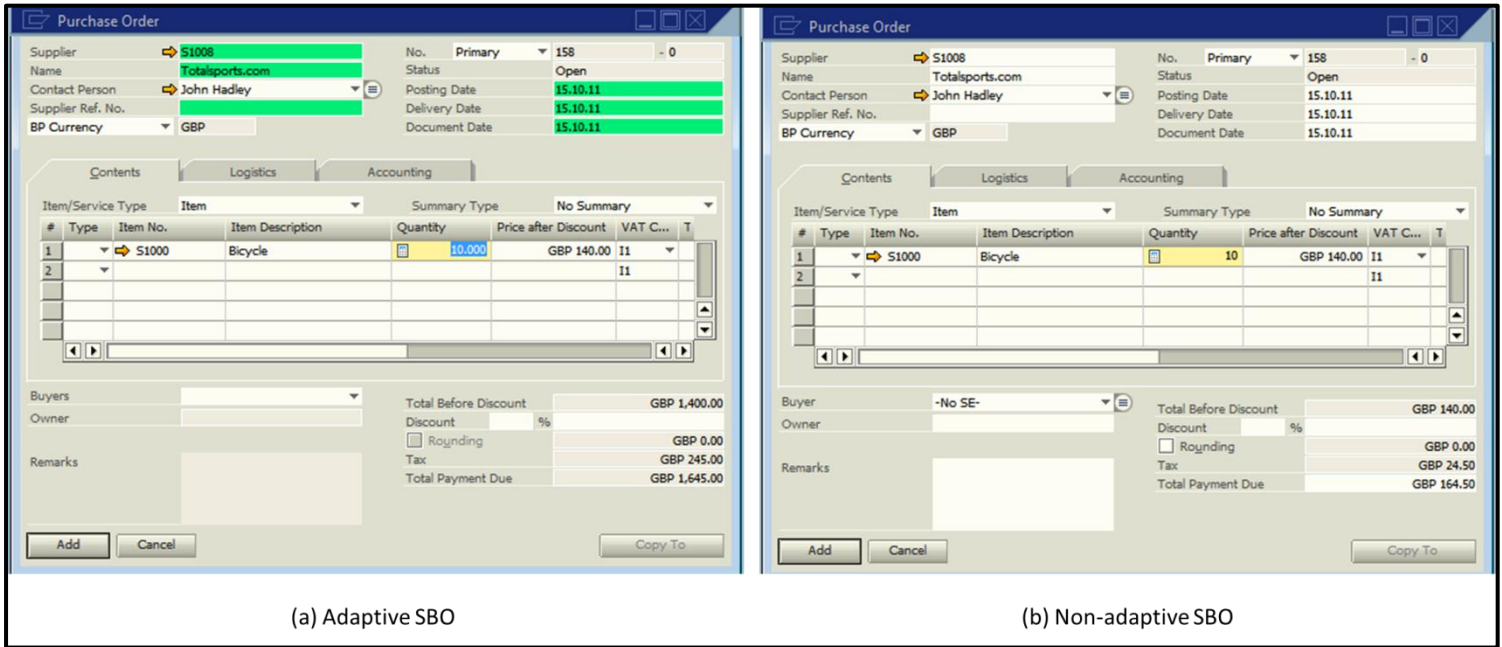 Purchase Order
Supplier S1008 No. Primary 158 - 0
Name Totalsports.com Status Open
Contact Person John Hadley Posting Date 15.10.11
Supplier Ref. No. Delivery Date 15.10.11
BP Currency GBP Document Date 15.10.11
Contents Logistics Accounting
Item/Service Type Item Summary Type No Summary
# Type Item No. Item Description Quantity Price after Discount VAT C... T
1 S1000 Bicycle 10.000 GBP 140.00 I1
2 I1
Buyers Total Before Discount GBP 1,400.00
Owner Discount %
Rounding GBP 0.00
Remarks Tax GBP 245.00
Total Payment Due GBP 1,645.00
Add Cancel Copy To
(a) Adaptive SBO
Purchase Order
Supplier S1008 No. Primary 158 - 0
Name Totalsports.com Status Open
Contact Person John Hadley Posting Date 15.10.11
Supplier Ref. No. Delivery Date 15.10.11
BP Currency GBP Document Date 15.10.11
Contents Logistics Accounting
Item/Service Type Item Summary Type No Summary
# Type Item No. Item Description Quantity Price after Discount VAT C... T
1 S1000 Bicycle 10 GBP 140.00 I1
2 I1
Buyer -No SE- Total Before Discount GBP 140.00
Owner Discount %
Rounding GBP 0.00
Remarks Tax GBP 24.50
Total Payment Due GBP 164.50
Add Cancel Copy To
(b) Non-adaptive SBO